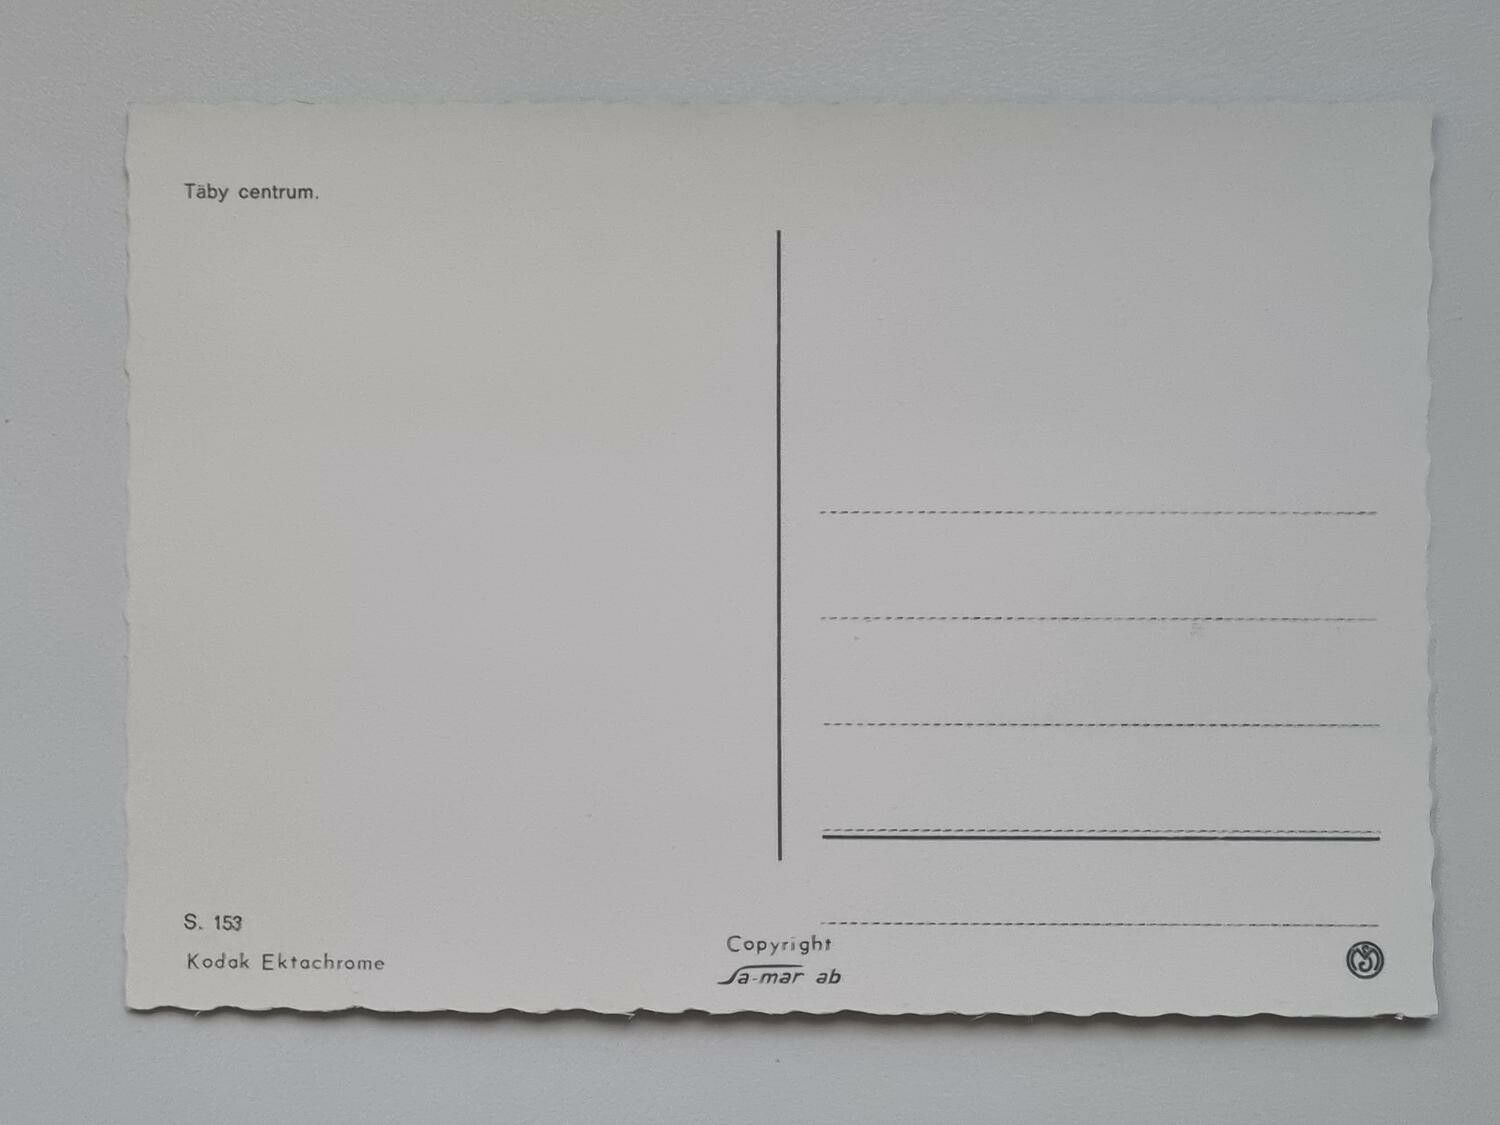 Täby centrum.
S. 153
Kodak Ektachrome
Copyright
Sa-mar ab